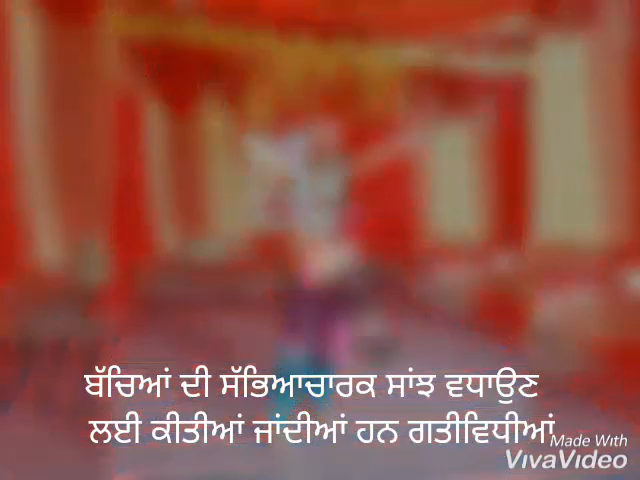 ਬੱਚਿਆਂ ਦੀ ਸੱਭਿਆਚਾਰਕ ਸਾਂਝ ਵਧਾਉਣ
ਲਈ ਕੀਤੀਆਂ ਜਾਂਦੀਆਂ ਹਨ ਗਤੀਵਿਧੀਆਂ
Made With
VivaVideo